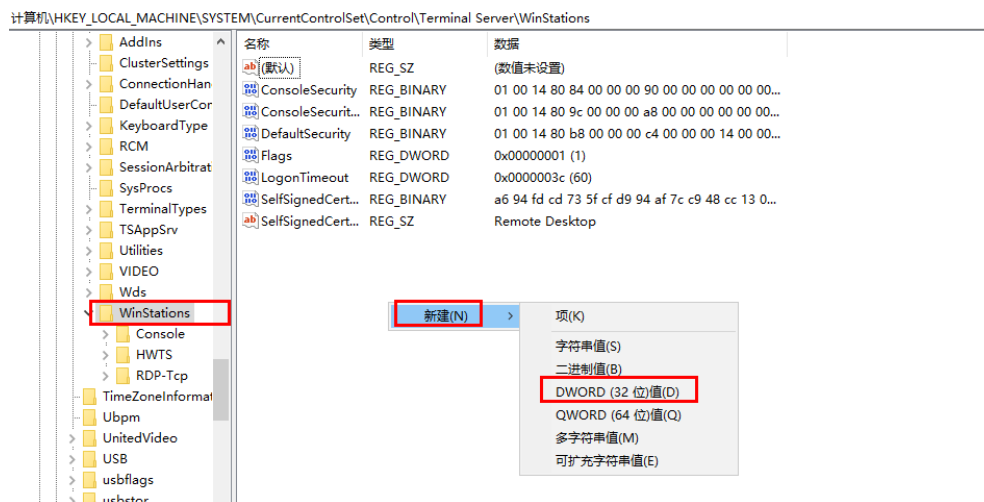 计算机\HKEY_LOCAL_MACHINE\SYSTEM\CurrentControlSet\Control\Terminal Server\WinStations
AddIns
ClusterSettings
ConnectionHan
DefaultUserCor
KeyboardType
RCM
SessionArbitrat
SysProcs
TerminalTypes
TSAppSrv
Utilities
VIDEO
Wds
WinStations
Console
HWTS
RDP-Tcp
TimeZoneInformat
Ubpm
UnitedVideo
USB
usbflags
usbstor
名称 类型 数据
(默认) REG_SZ (数值未设置)
ConsoleSecurity REG_BINARY 01 00 14 80 84 00 00 00 90 00 00 00 00 00 00...
ConsoleSecurit... REG_BINARY 01 00 14 80 9c 00 00 00 a8 00 00 00 00 00 00...
DefaultSecurity REG_BINARY 01 00 14 80 b8 00 00 00 c4 00 00 00 14 00 00...
Flags REG_DWORD 0x00000001 (1)
LogonTimeout REG_DWORD 0x0000003c (60)
SelfSignedCert... REG_BINARY a6 94 fd cd 73 5f cf d9 94 af 7c c9 48 cc 13 0...
SelfSignedCert... REG_SZ Remote Desktop
新建(N)
项(K)
字符串值(S)
二进制值(B)
DWORD (32 位)值(D)
QWORD (64 位)值(Q)
多字符串值(M)
可扩充字符串值(E)